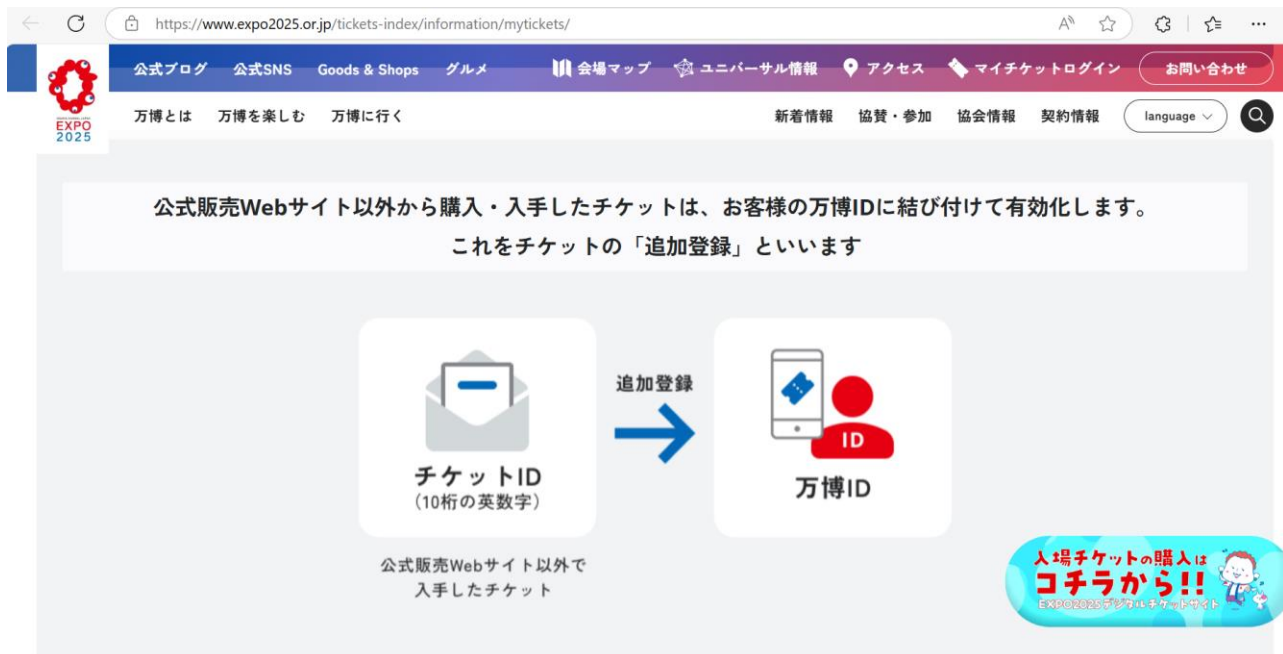 https://www.expo2025.or.jp/tickets-index/information/mytickets/
公式ブログ 公式SNS Goods & Shops グルメ 会場マップ ユニバーサル情報 アクセス マイチケットログイン お問い合わせ
EXPO
2025
万博とは 万博を楽しむ 万博に行く 新着情報 協賛・参加 協会情報 契約情報 language
公式販売Webサイト以外から購入・入手したチケットは、お客様の万博IDに結び付けて有効化します。
これをチケットの「追加登録」といいます
追加登録
ID
チケットID
(10桁の英数字)
万博ID
公式販売Webサイト以外で
入手したチケット
入場チケットの購入は
コチラから!!
EXPO2025デジタルチケットサイト